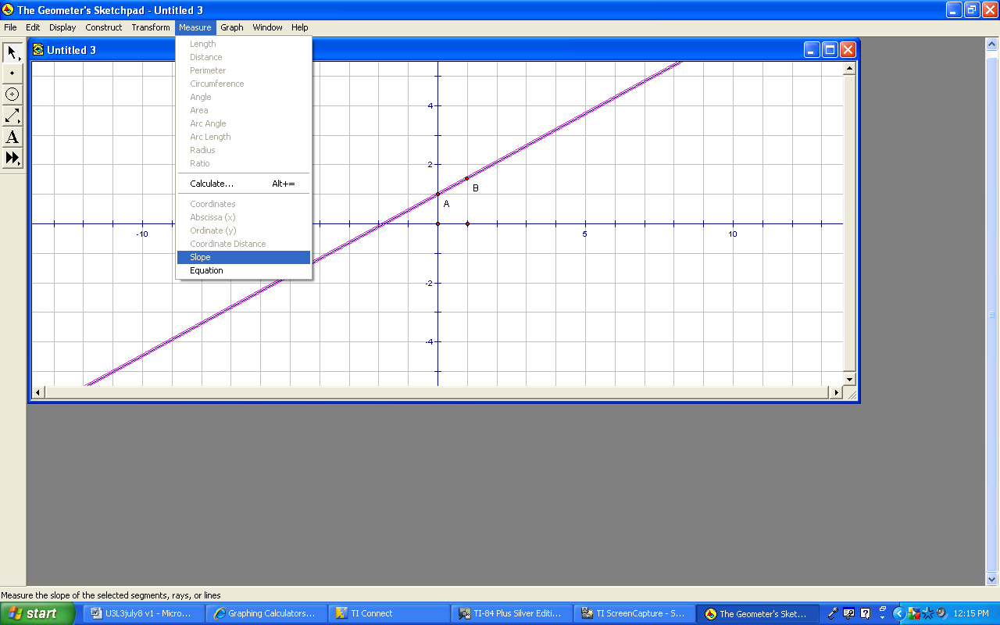 The Geometer's Sketchpad - Untitled 3
File Edit Display Construct Transform Measure Graph Window Help
Untitled 3
Length
Distance
Perimeter
Circumference
Angle
Area
Arc Angle
Arc Length
Radius
Ratio
Calculate... Alt+=
Coordinates
Abscissa (x)
Ordinate (y)
Coordinate Distance
Slope
Equation
A
4
2
B
A
-10 5 10
-2
-4
Measure the slope of the selected segments, rays, or lines
start U3L3july8 v1 - Micro... Graphing Calculators... TI Connect TI-84 Plus Silver Editi... TI ScreenCapture - S... The Geometer's Sket... 12:15 PM